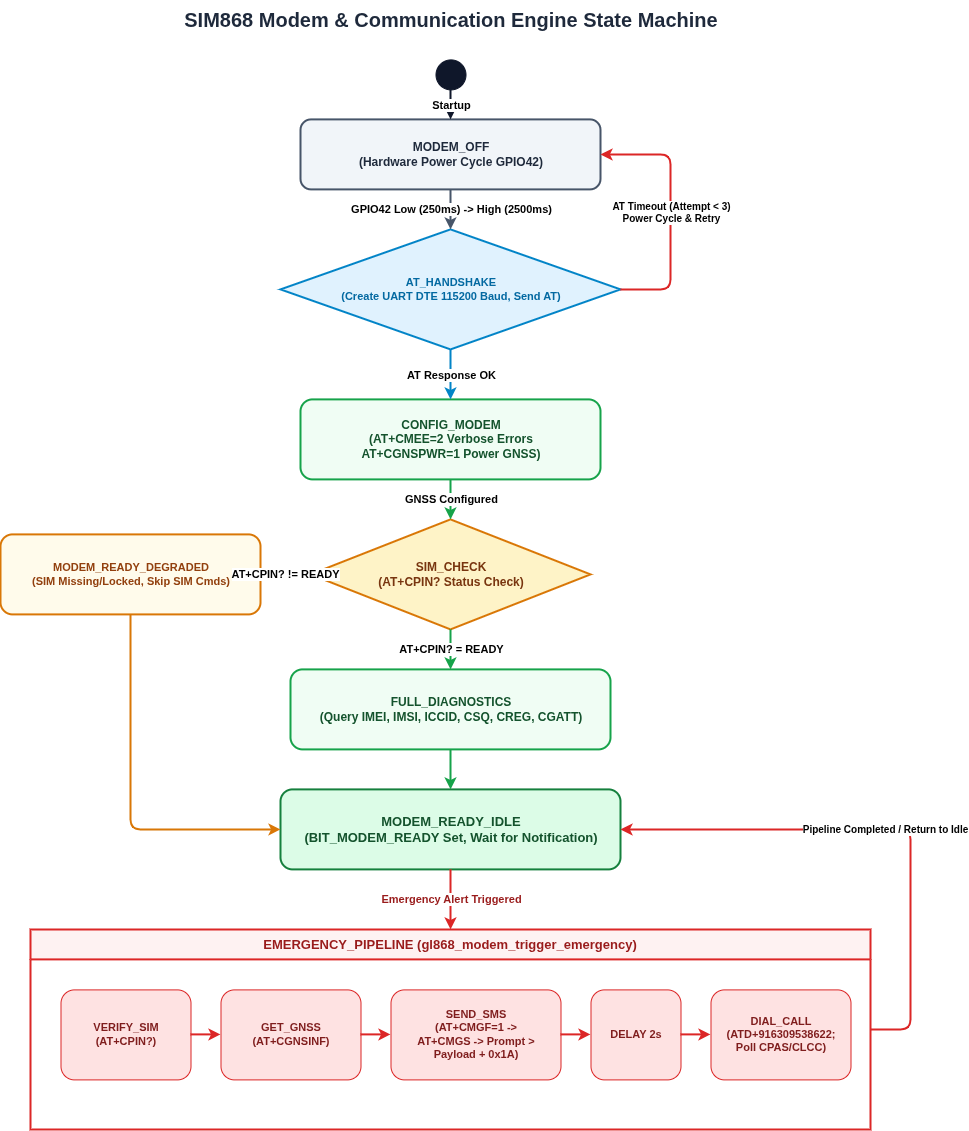 SIM868 Modem & Communication Engine State Machine
Startup
MODEM_OFF
(Hardware Power Cycle GPIO42)
GPIO42 Low (250ms) -> High (2500ms)
AT Timeout (Attempt < 3)
Power Cycle & Retry
AT_HANDSHAKE
(Create UART DTE 115200 Baud, Send AT)
AT Response OK
CONFIG_MODEM
(AT+CMEE=2 Verbose Errors
AT+CGNSPWR=1 Power GNSS)
GNSS Configured
MODEM_READY_DEGRADED
(SIM Missing/Locked, Skip SIM Cmds)
AT+CPIN? != READY
SIM_CHECK
(AT+CPIN? Status Check)
AT+CPIN? = READY
FULL_DIAGNOSTICS
(Query IMEI, IMSI, ICCID, CSQ, CREG, CGATT)
MODEM_READY_IDLE
(BIT_MODEM_READY Set, Wait for Notification)
Pipeline Completed / Return to Idle
Emergency Alert Triggered
EMERGENCY_PIPELINE (gl868_modem_trigger_emergency)
VERIFY_SIM
(AT+CPIN?)
GET_GNSS
(AT+CGNSINF)
SEND_SMS
(AT+CMGF=1 ->
AT+CMGS -> Prompt >
Payload + 0x1A)
DELAY 2s
DIAL_CALL
(ATD+916309538622;
Poll CPAS/CLCC)